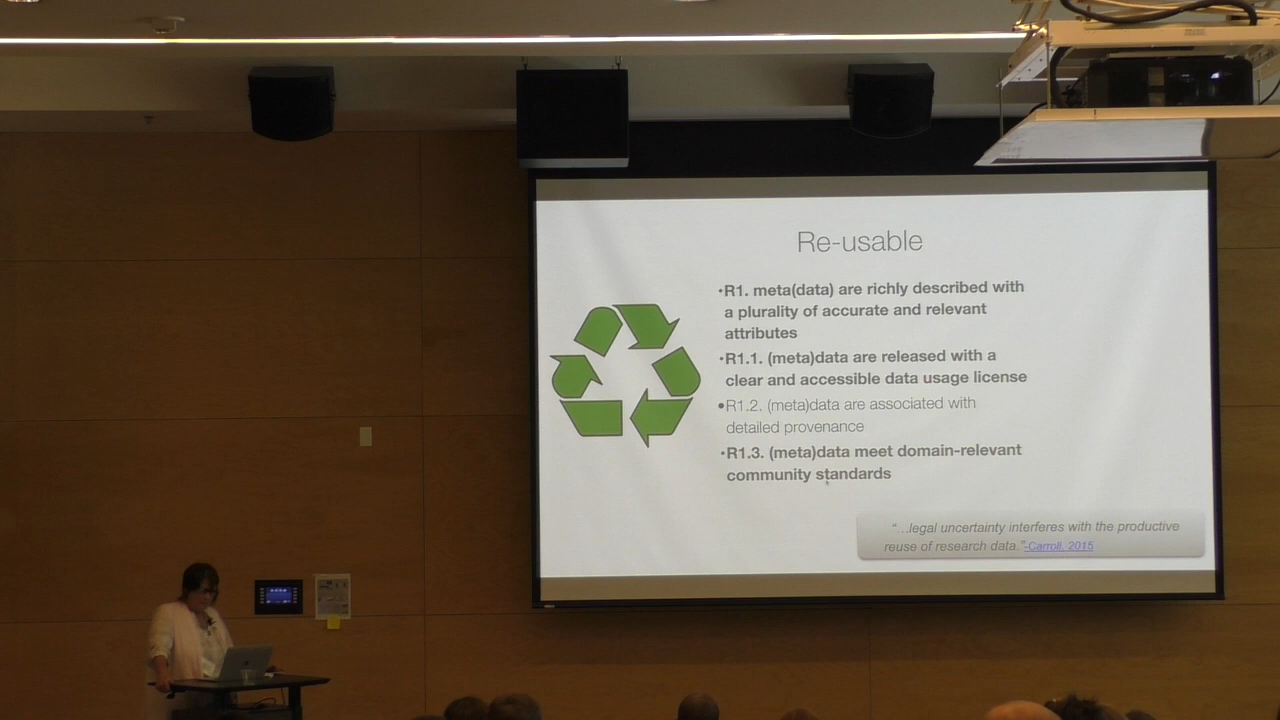 Re-usable
•R1. meta(data) are richly described with
a plurality of accurate and relevant
attributes
•R1.1. (meta)data are released with a
clear and accessible data usage license
•R1.2. (meta)data are associated with
detailed provenance
•R1.3. (meta)data meet domain-relevant
community standards
"...legal uncertainty interferes with the productive
reuse of research data."-Carroll, 2015